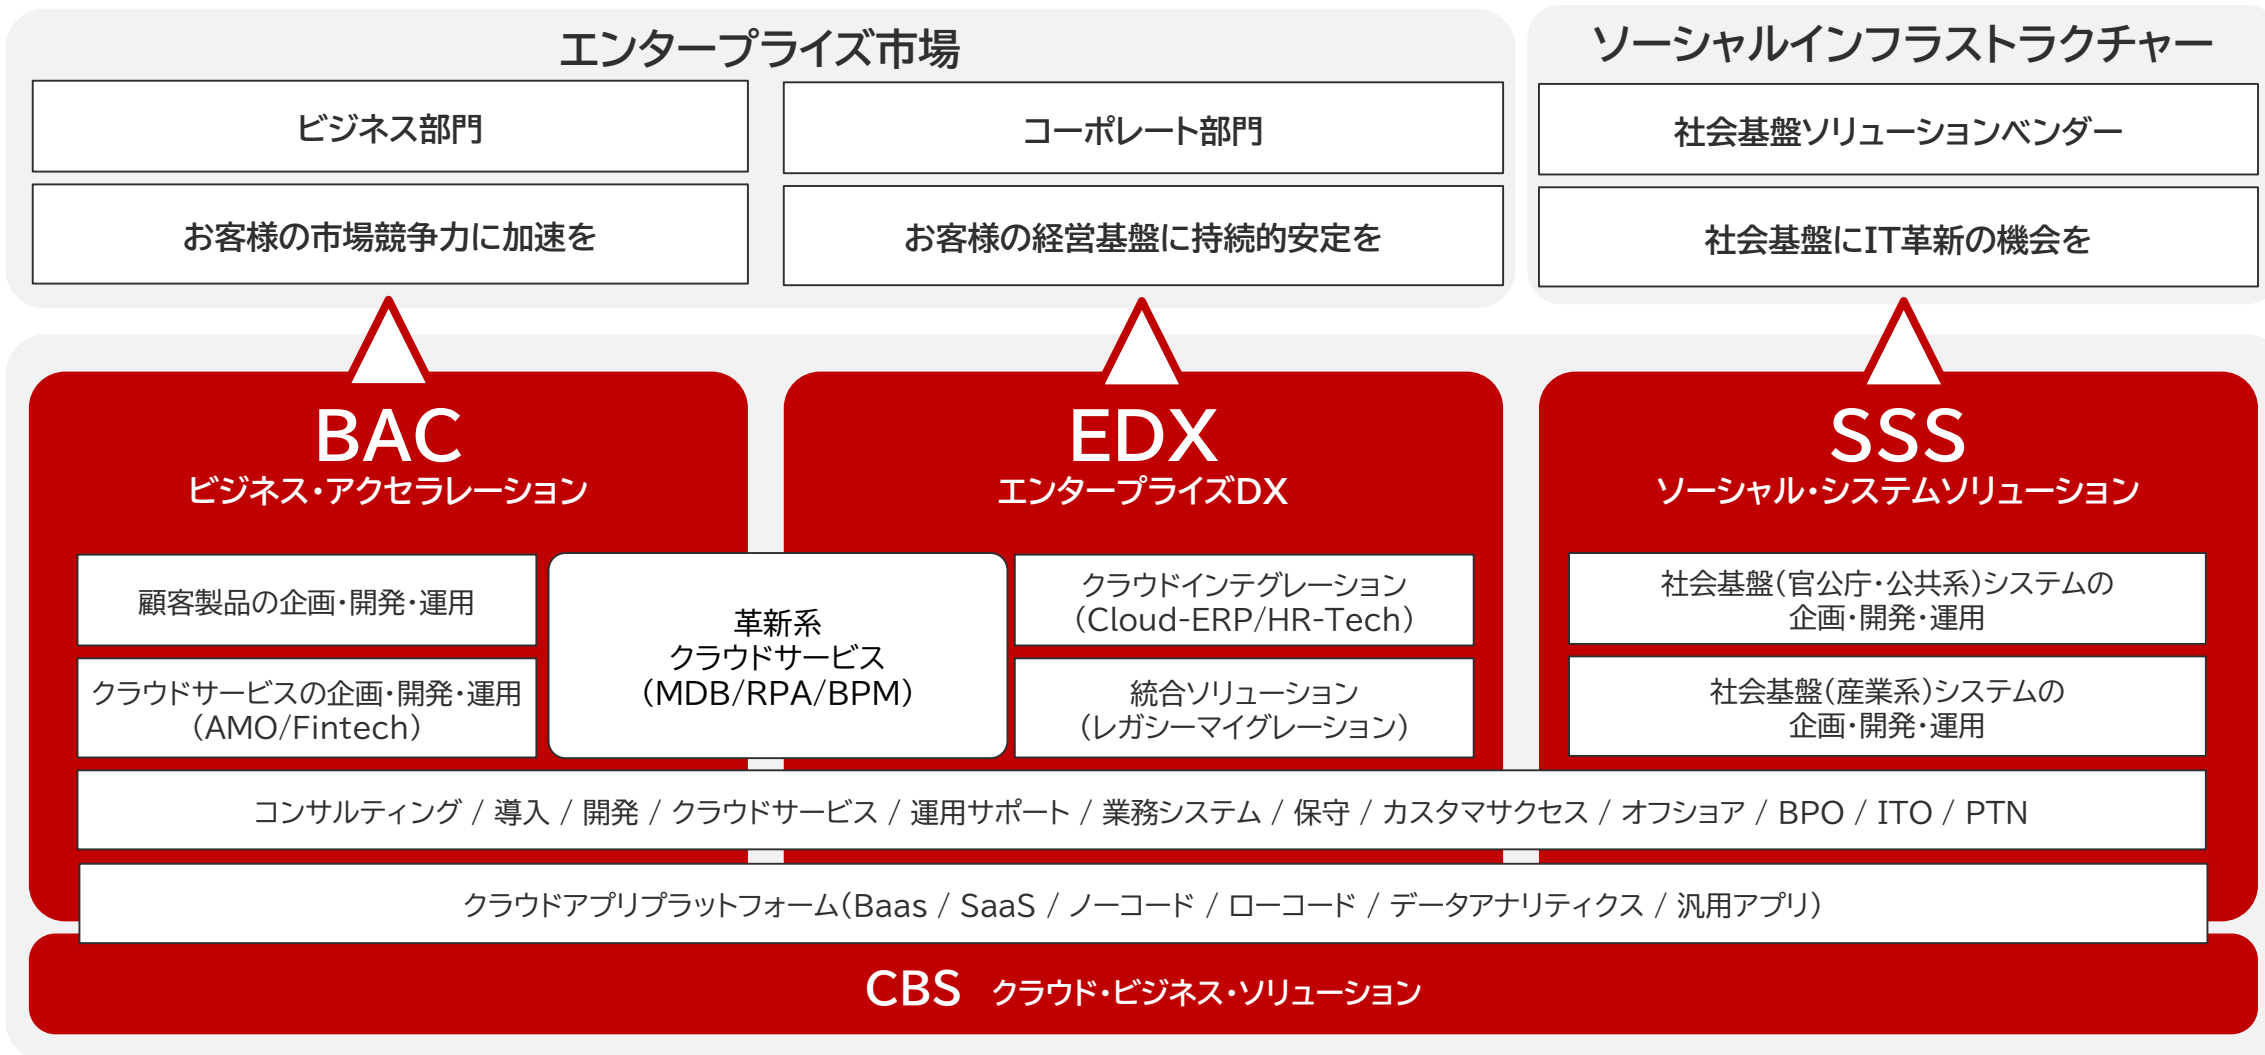 エンタープライズ市場
ソーシャルインフラストラクチャー
ビジネス部門
コーポレート部門
社会基盤ソリューションベンダー
お客様の市場競争力に加速を
お客様の経営基盤に持続的安定を
社会基盤にIT革新の機会を
BAC
ビジネス・アクセラレーション
EDX
エンタープライズDX
SSS
ソーシャル・システムソリューション
顧客製品の企画・開発・運用
クラウドサービスの企画・開発・運用
（AMO/Fintech）
革新系
クラウドサービス
（MDB/RPA/BPM）
クラウドインテグレーション
（Cloud-ERP/HR-Tech）
統合ソリューション
（レガシーマイグレーション）
社会基盤（官公庁・公共系）システムの
企画・開発・運用
社会基盤（産業系）システムの
企画・開発・運用
コンサルティング / 導入 / 開発 / クラウドサービス / 運用サポート / 業務システム / 保守 / カスタマサクセス / オフショア / BPO / ITO / PTN
クラウドアプリプラットフォーム（Baas / SaaS / ノーコード / ローコード / データアナリティクス / 汎用アプリ）
CBS クラウド・ビジネス・ソリューション